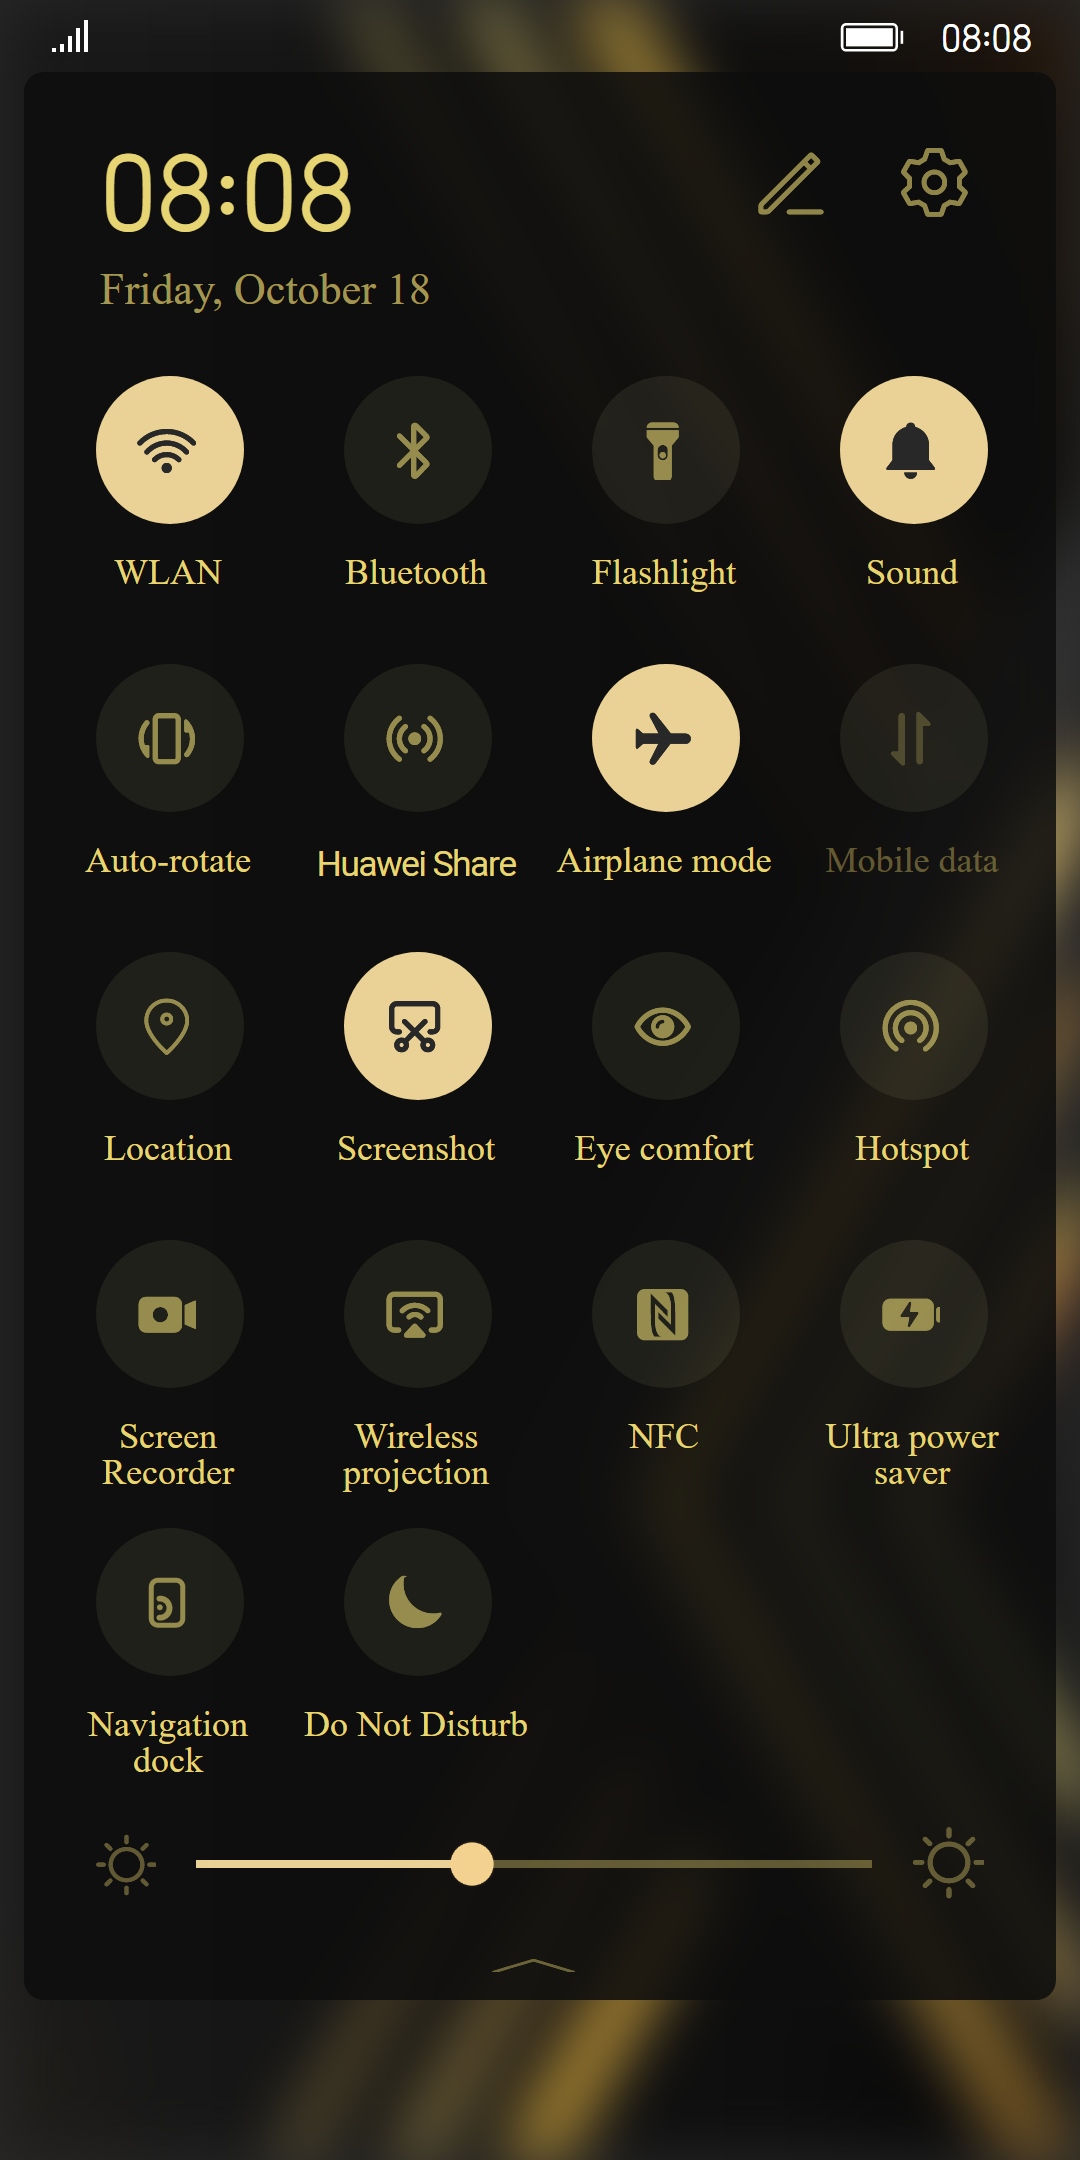 08:08
08:08
Friday, October 18
WLAN
Bluetooth
Flashlight
Sound
Auto-rotate
Huawei Share
Airplane mode
Mobile data
Location
Screenshot
Eye comfort
Hotspot
Screen
Recorder
Wireless
projection
NFC
Ultra power
saver
Navigation
dock
Do Not Disturb